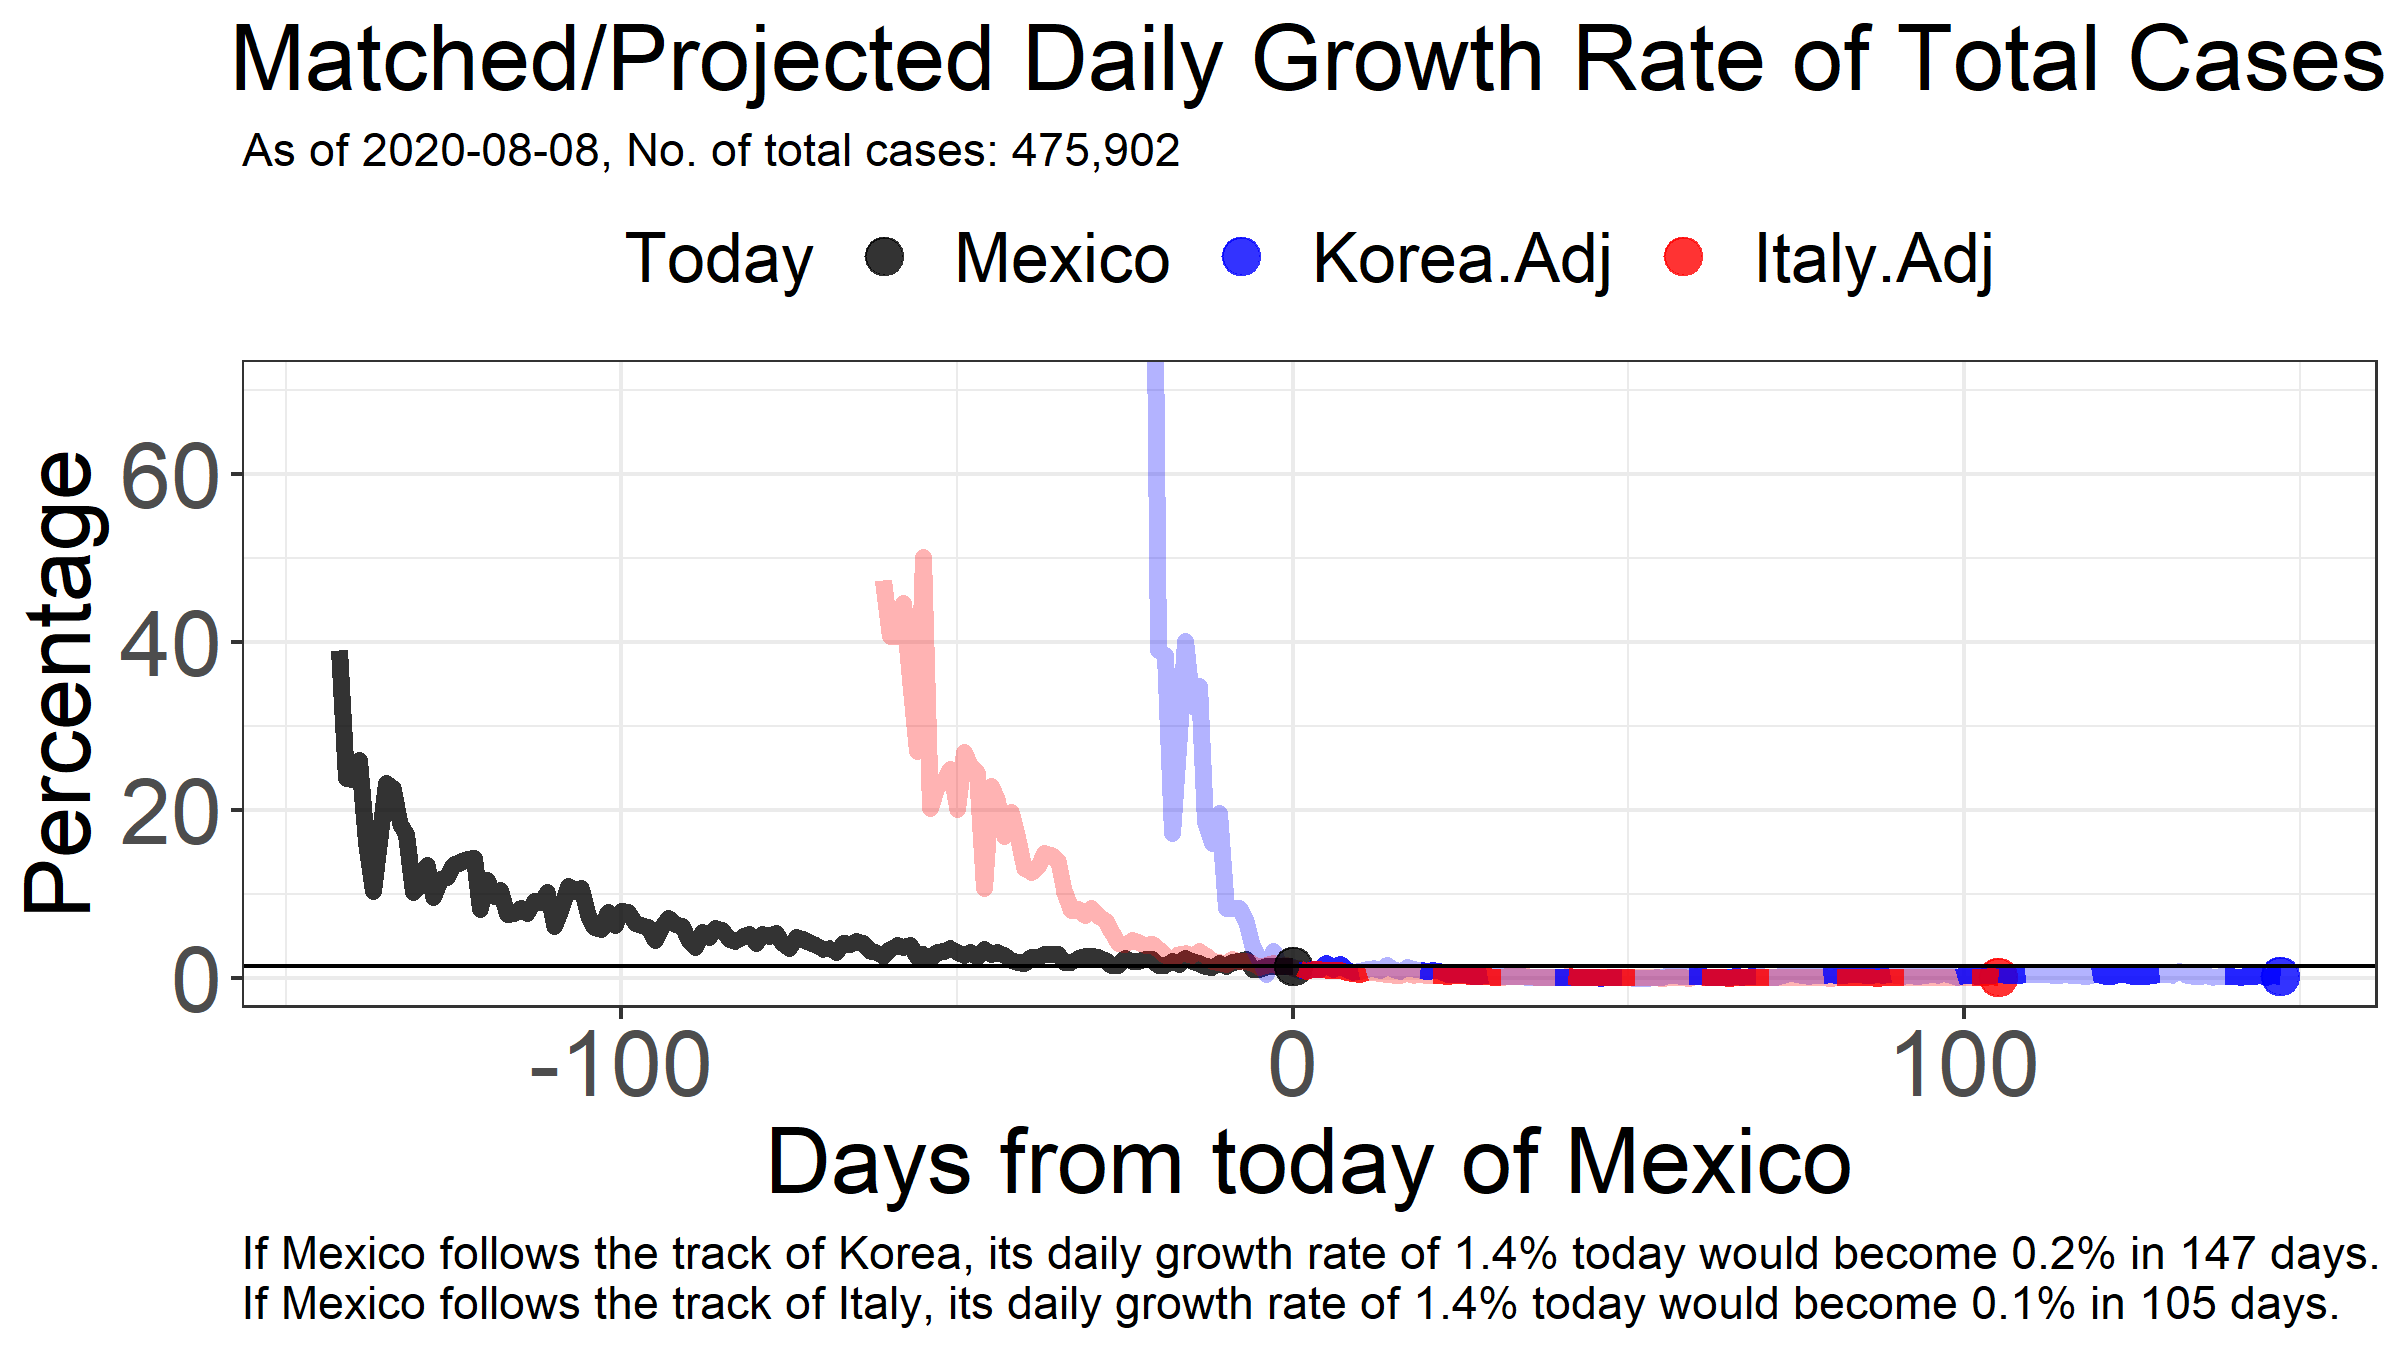 Matched/Projected Daily Growth Rate of Total Cases
As of 2020-08-08, No. of total cases: 475,902
Today Mexico Korea.Adj Italy.Adj
Percentage
60
40
20
0
-100 0 100
Days from today of Mexico
If Mexico follows the track of Korea, its daily growth rate of 1.4% today would become 0.2% in 147 days.
If Mexico follows the track of Italy, its daily growth rate of 1.4% today would become 0.1% in 105 days.